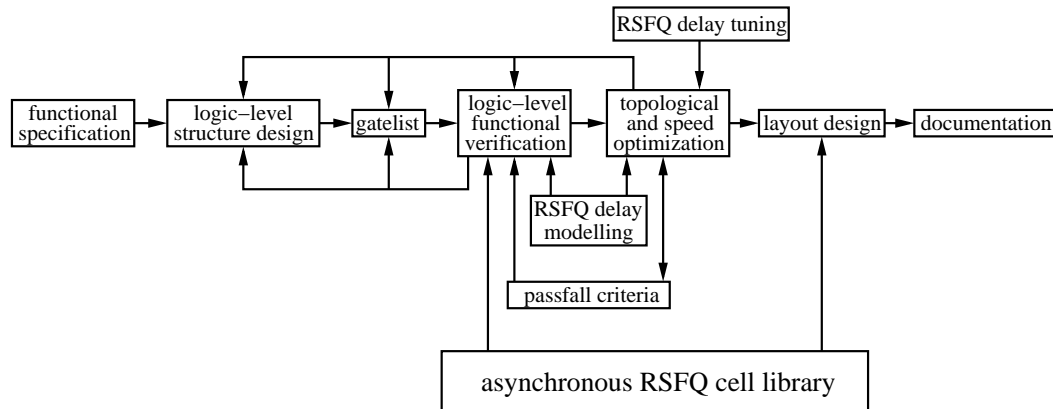 RSFQ delay tuning
functional
specification
logic−level
structure design
gatelist
logic−level
functional
verification
topological
and speed
optimization
layout design
documentation
RSFQ delay
modelling
passfall criteria
asynchronous RSFQ cell library